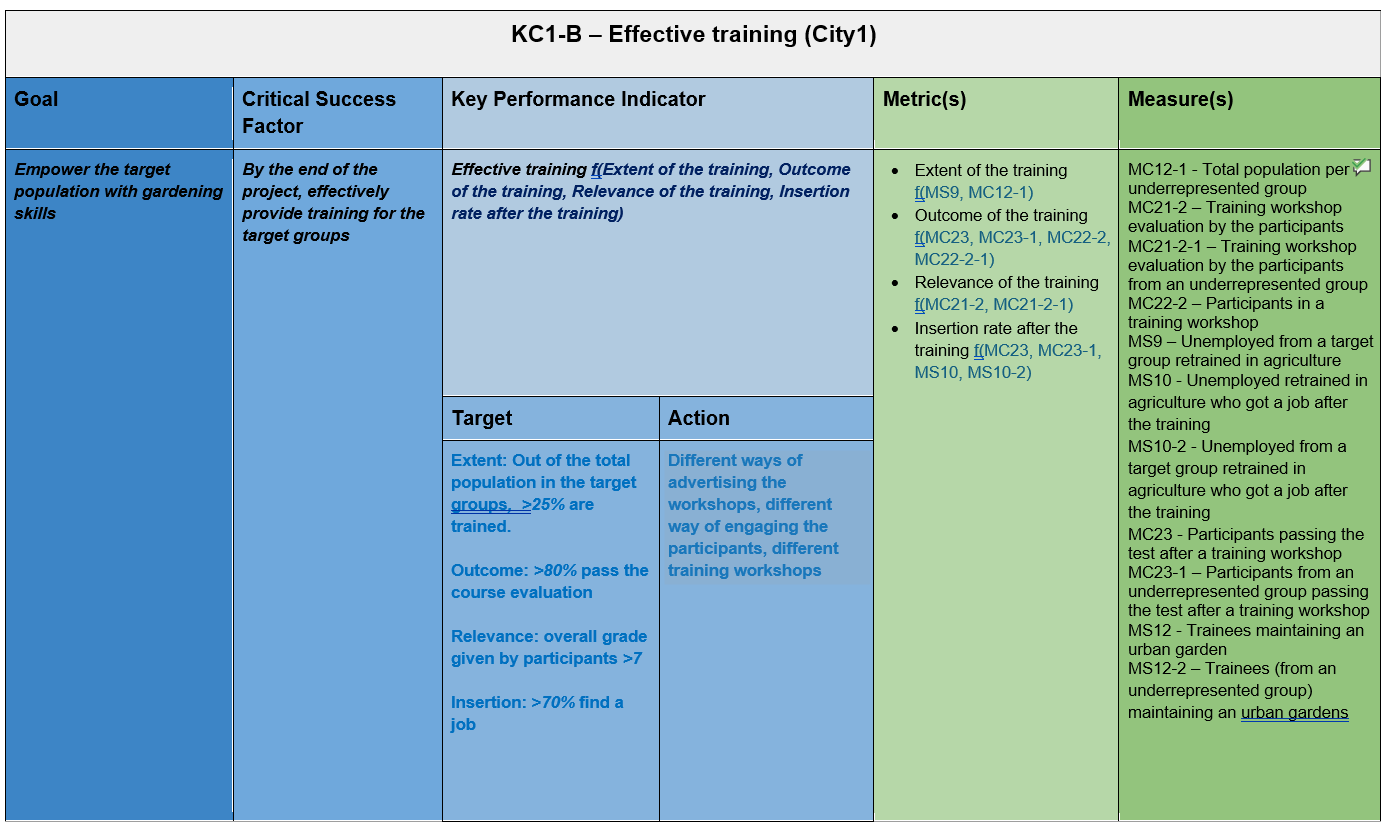 KC1-B – Effective training (City1)
Goal
Critical Success
Factor
Key Performance Indicator
Metric(s)
Measure(s)
Empower the target
population with gardening
skills
By the end of the
project, effectively
provide training for the
target groups
Effective training f(Extent of the training, Outcome
of the training, Relevance of the training, Insertion
rate after the training)
Target
Action
Extent: Out of the total
population in the target
groups, >25% are
trained.
Outcome: >80% pass the
course evaluation
Relevance: overall grade
given by participants >7
Insertion: >70% find a
job
Different ways of
advertising the
workshops, different
way of engaging the
participants, different
training workshops
• Extent of the training
f(MS9, MC12-1)
• Outcome of the training
f(MC23, MC23-1, MC22-2,
MC22-2-1)
• Relevance of the training
f(MC21-2, MC21-2-1)
• Insertion rate after the
training f(MC23, MC23-1,
MS10, MS10-2)
MC12-1 - Total population per
underrepresented group
MC21-2 – Training workshop
evaluation by the participants
MC21-2-1 – Training workshop
evaluation by the participants
from an underrepresented group
MC22-2 – Participants in a
training workshop
MS9 – Unemployed from a target
group retrained in agriculture
MS10 - Unemployed retrained in
agriculture who got a job after
the training
MS10-2 - Unemployed from a
target group retrained in
agriculture who got a job after
the training
MC23 - Participants passing the
test after a training workshop
MC23-1 – Participants from an
underrepresented group passing
the test after a training workshop
MS12 - Trainees maintaining an
urban garden
MS12-2 – Trainees (from an
underrepresented group)
maintaining an urban gardens